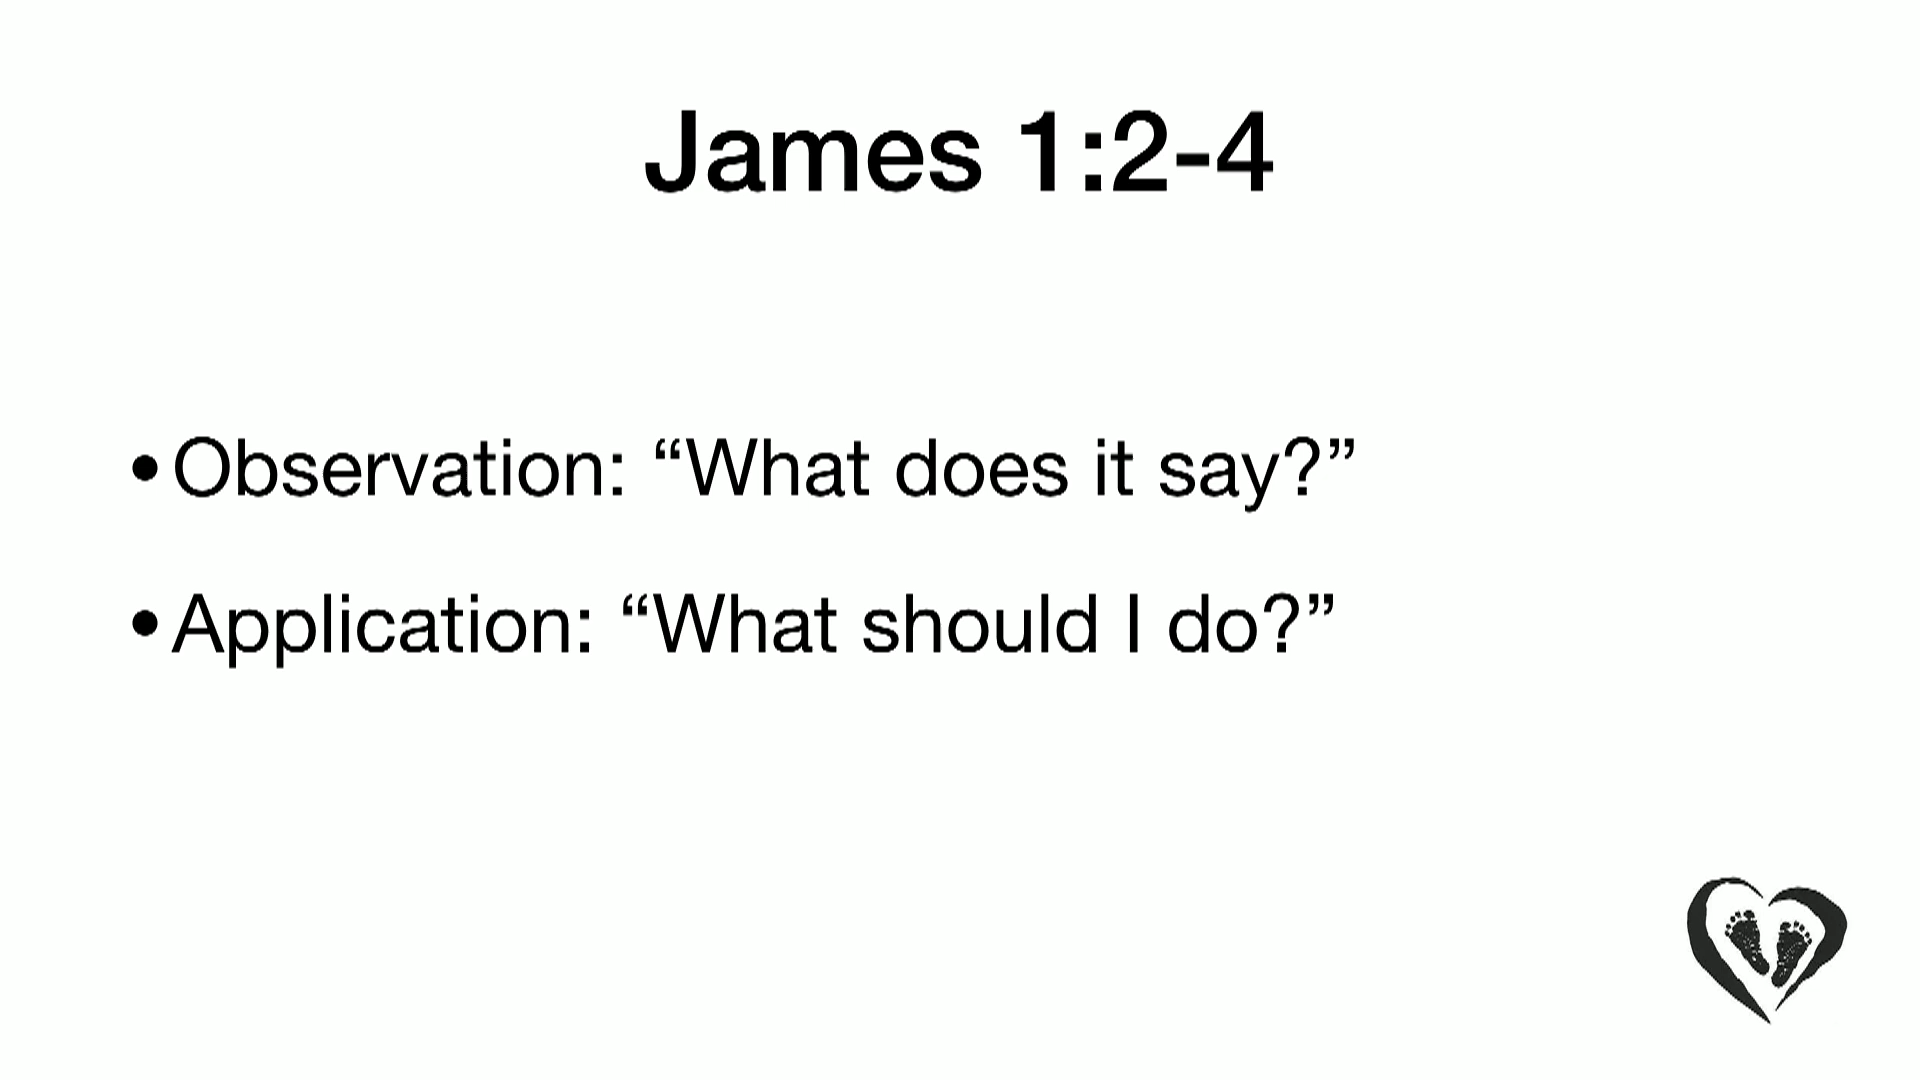 James 1:2-4
•Observation: “What does it say?”
•Application: “What should I do?”